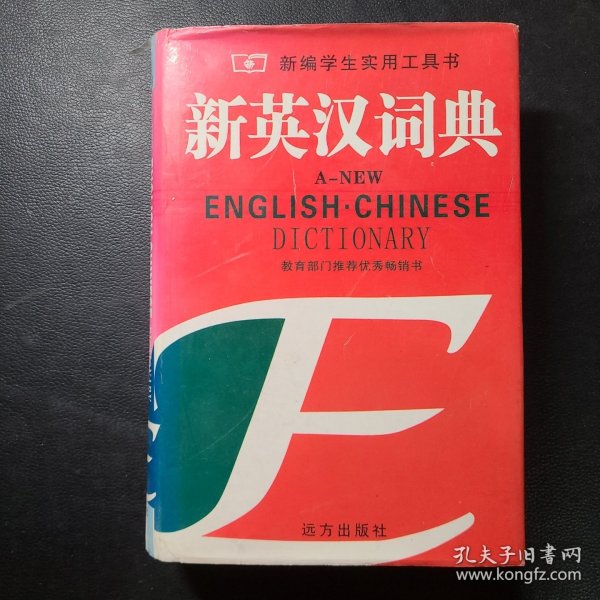 新编学生实用工具书
新英汉词典
A-NEW
ENGLISH·CHINESE
DICTIONARY
教育部门推荐优秀畅销书
远方出版社
孔夫子旧书网
www.kongfz.com